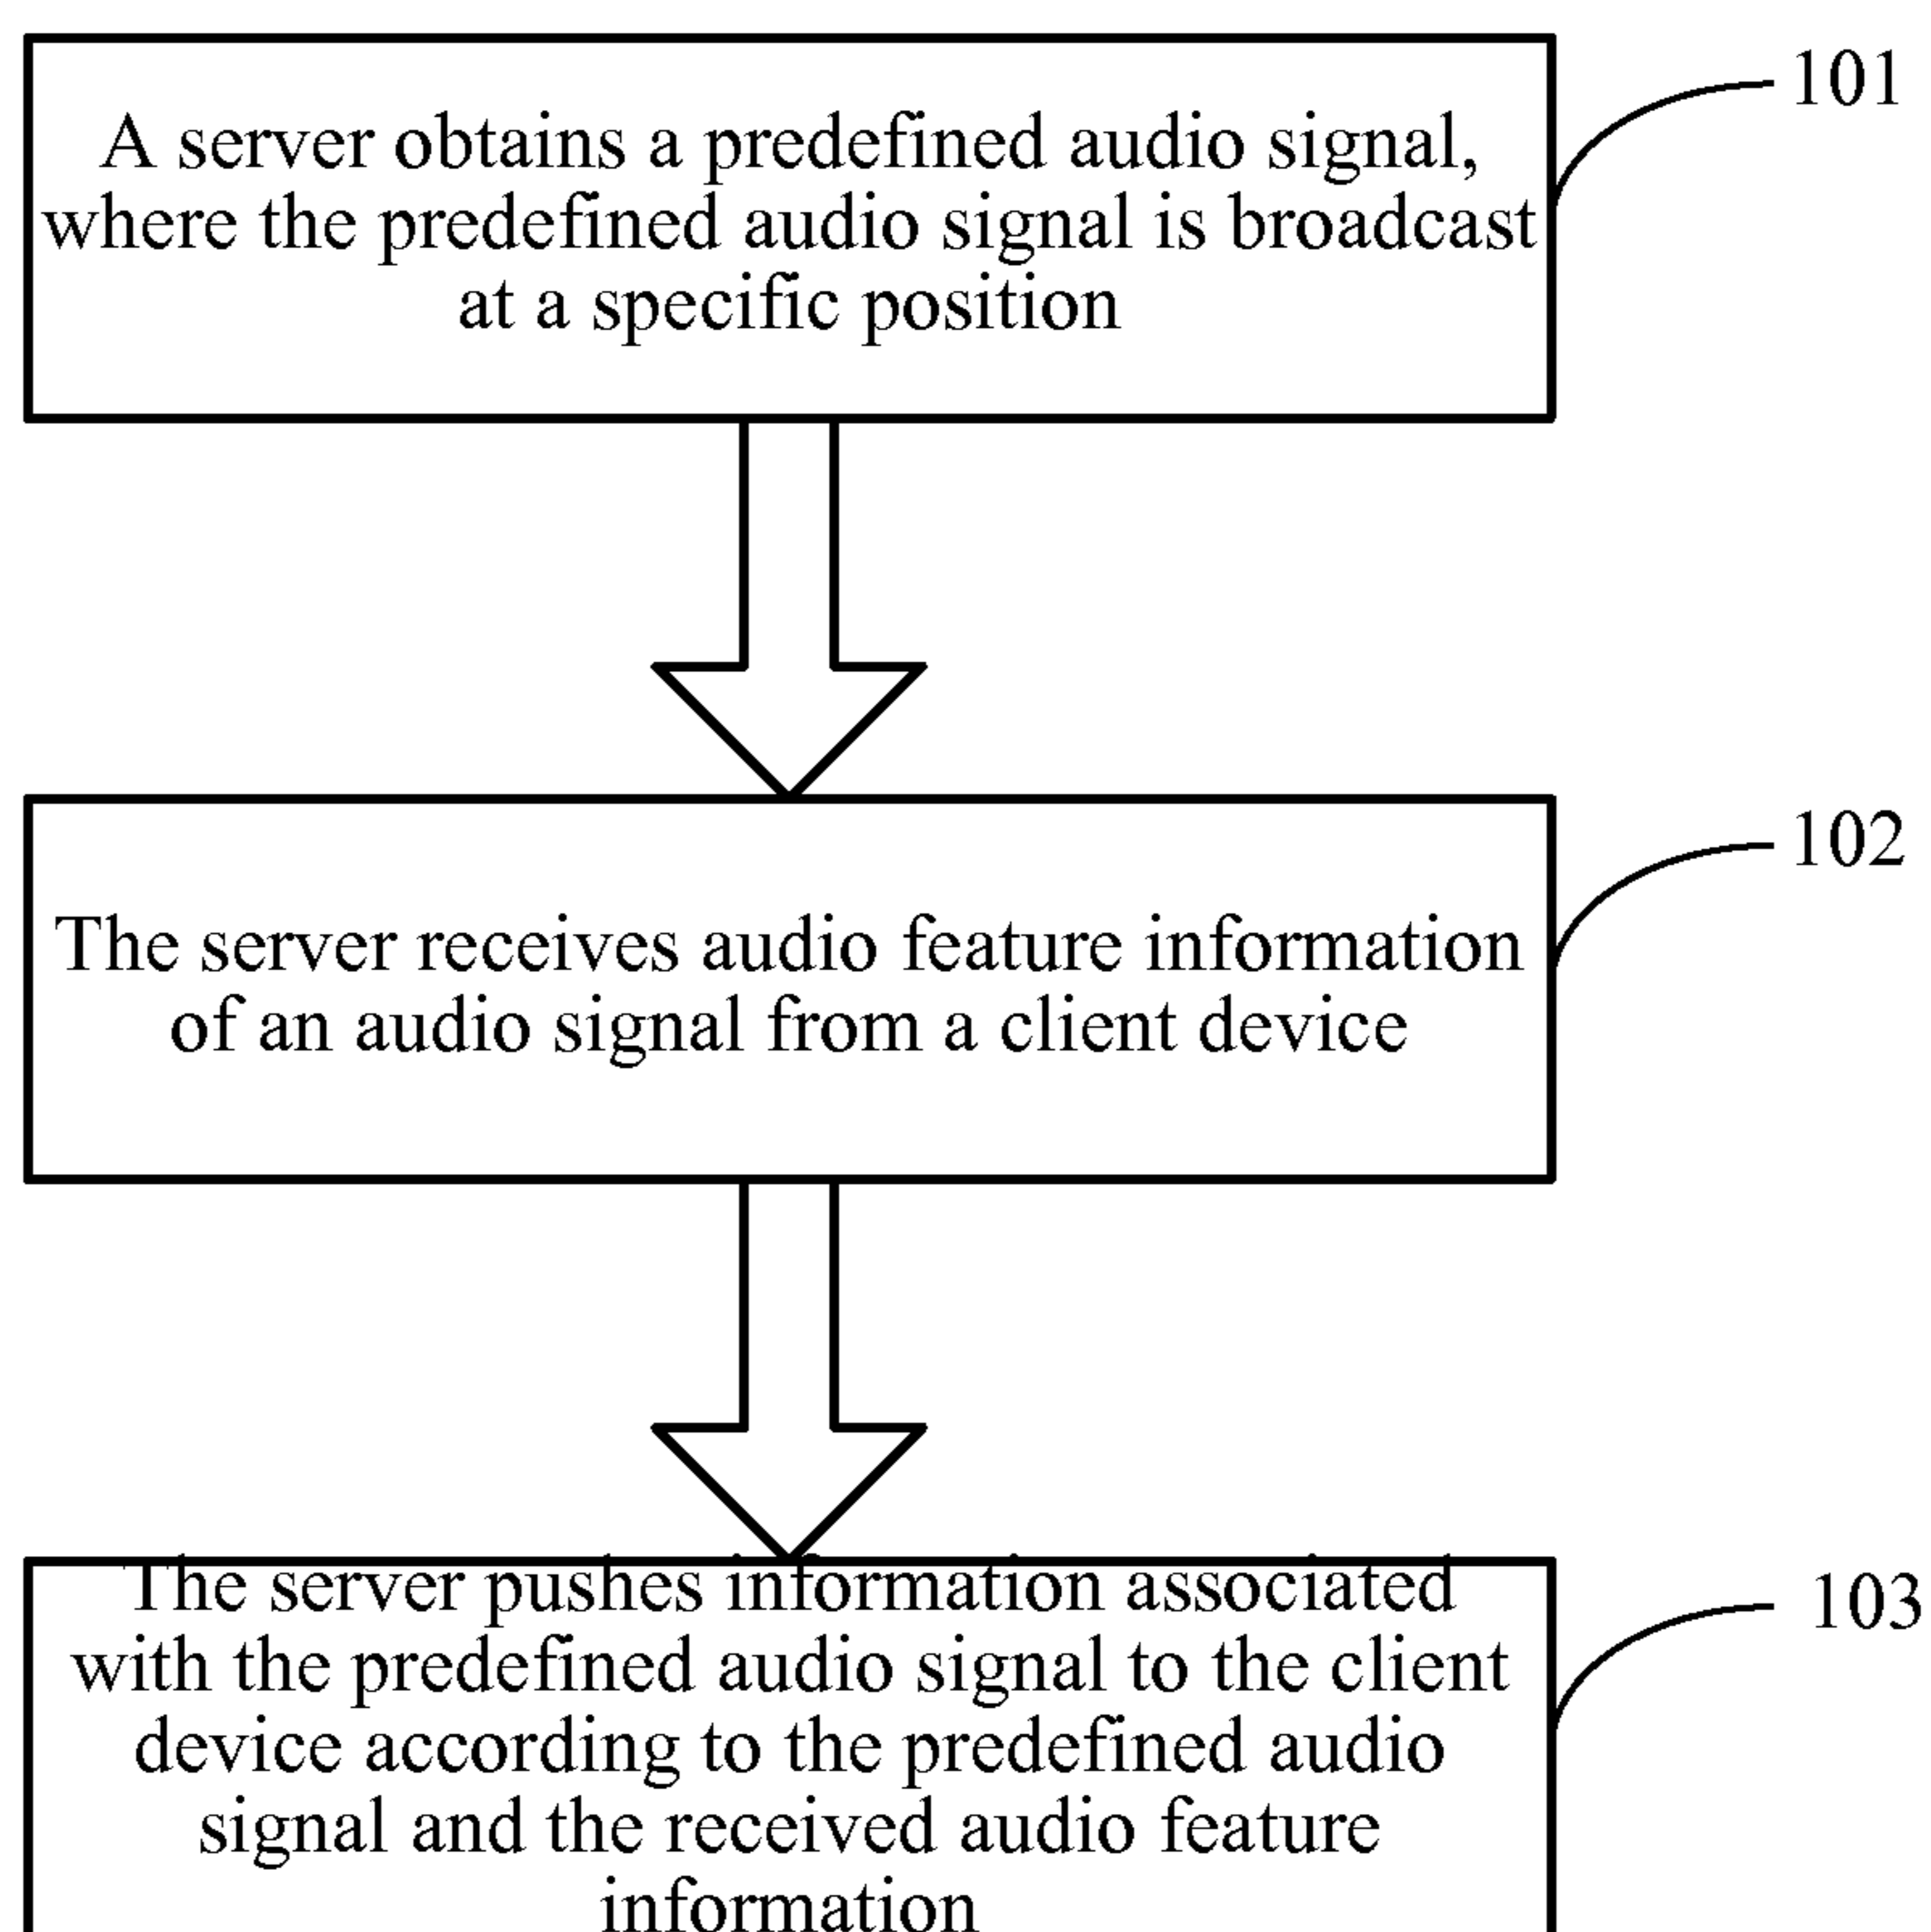 A server obtains a predefined audio signal,
where the predefined audio signal is broadcast
at a specific position
101
The server receives audio feature information
of an audio signal from a client device
102
The server pushes information associated
with the predefined audio signal to the client
device according to the predefined audio
signal and the received audio feature
information
103